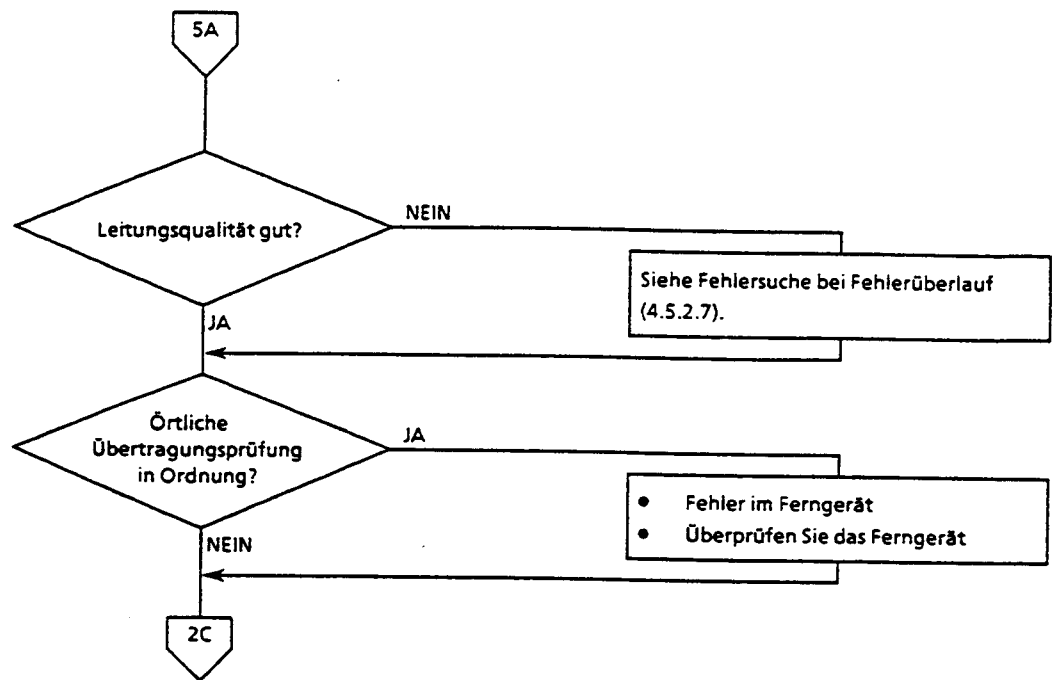 5A
Leitungsqualität gut?
NEIN
Siehe Fehlersuche bei Fehlerüberlauf
(4.5.2.7).
JA
Örtliche
Übertragungsprüfung
in Ordnung?
JA
• Fehler im Ferngerät
• Überprüfen Sie das Ferngerät
NEIN
2C